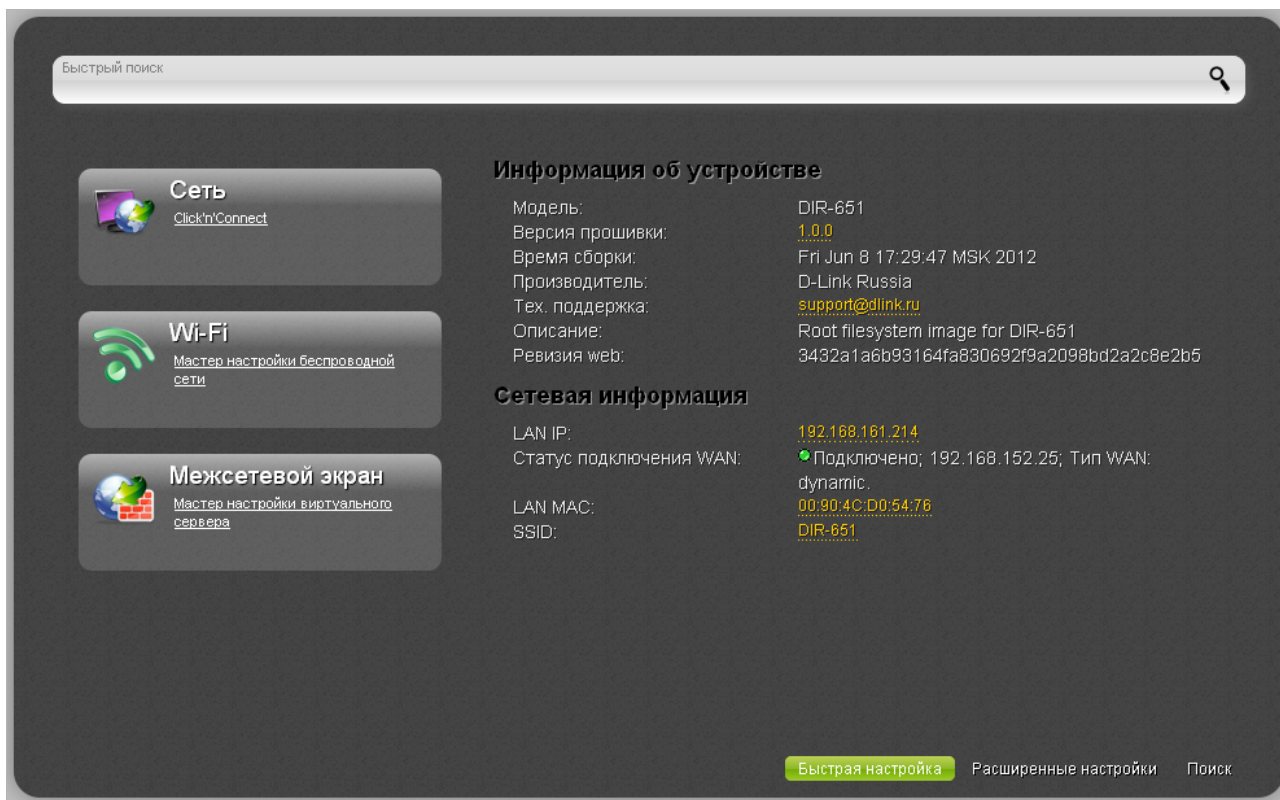 Быстрый поиск
Сеть
Click'n'Connect
Wi-Fi
Мастер настройки беспроводной
сети
Межсетевой экран
Мастер настройки виртуального
сервера
Информация об устройстве
Модель: DIR-651
Версия прошивки: 1.0.0
Время сборки: Fri Jun 8 17:29:47 MSK 2012
Производитель: D-Link Russia
Тех. поддержка: support@dlink.ru
Описание: Root filesystem image for DIR-651
Ревизия web: 3432a1a6b93164fa830692f9a2098bd2a2c8e2b5
Сетевая информация
LAN IP: 192.168.161.214
Статус подключения WAN: Подключено; 192.168.152.25; Тип WAN:
dynamic.
LAN MAC: 00:90:4C:D0:54:76
SSID: DIR-651
Быстрая настройка Расширенные настройки Поиск